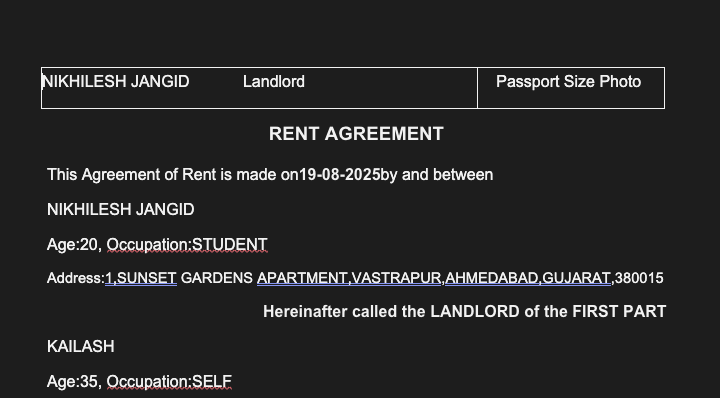 NIKHILESH JANGID Landlord Passport Size Photo
RENT AGREEMENT
This Agreement of Rent is made on19-08-2025by and between
NIKHILESH JANGID
Age:20, Occupation:STUDENT
Address:1,SUNSET GARDENS APARTMENT,VASTRAPUR,AHMEDABAD,GUJARAT,380015
Hereinafter called the LANDLORD of the FIRST PART
KAILASH
Age:35, Occupation:SELF